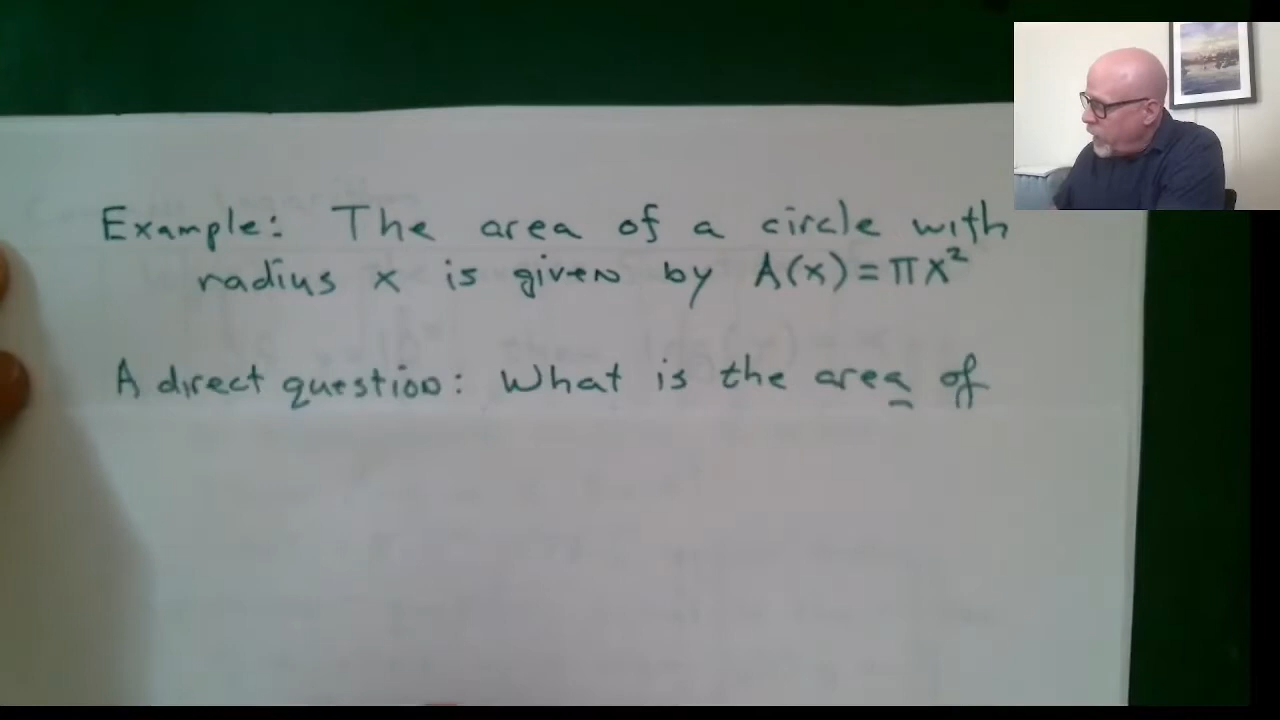 Example: The area of a circle with
radius x is given by A(x) = πx²
A direct question: What is the area of